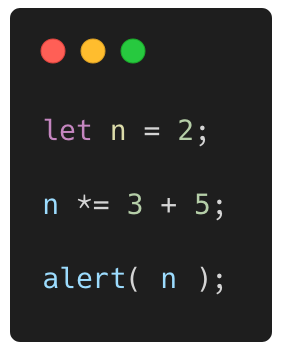 let n = 2;
n *= 3 + 5;
alert( n );